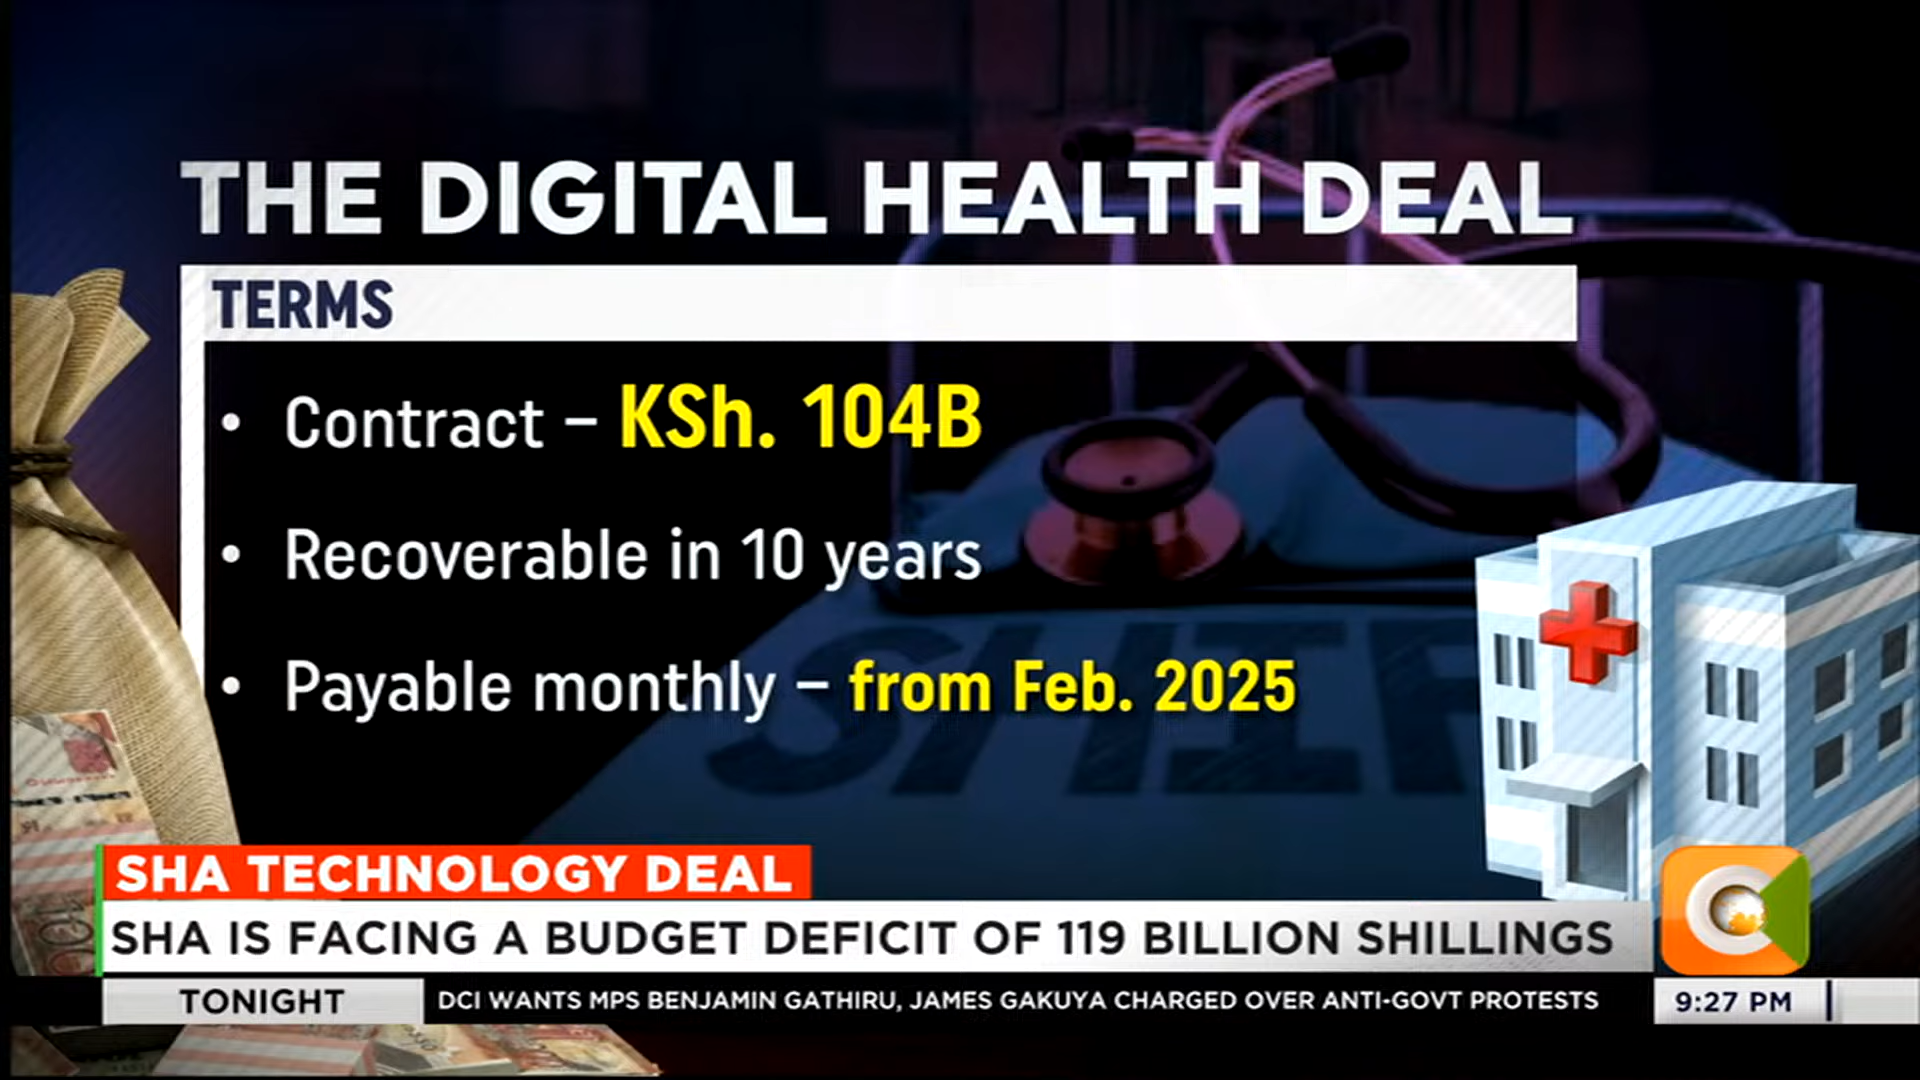 THE DIGITAL HEALTH DEAL
TERMS
• Contract – KSh. 104B
• Recoverable in 10 years
• Payable monthly – from Feb. 2025
SHIF
SHA TECHNOLOGY DEAL
SHA IS FACING A BUDGET DEFICIT OF 119 BILLION SHILLINGS
TONIGHT
DCI WANTS MPS BENJAMIN GATHIRU, JAMES GAKUYA CHARGED OVER ANTI-GOVT PROTESTS
9:27 PM